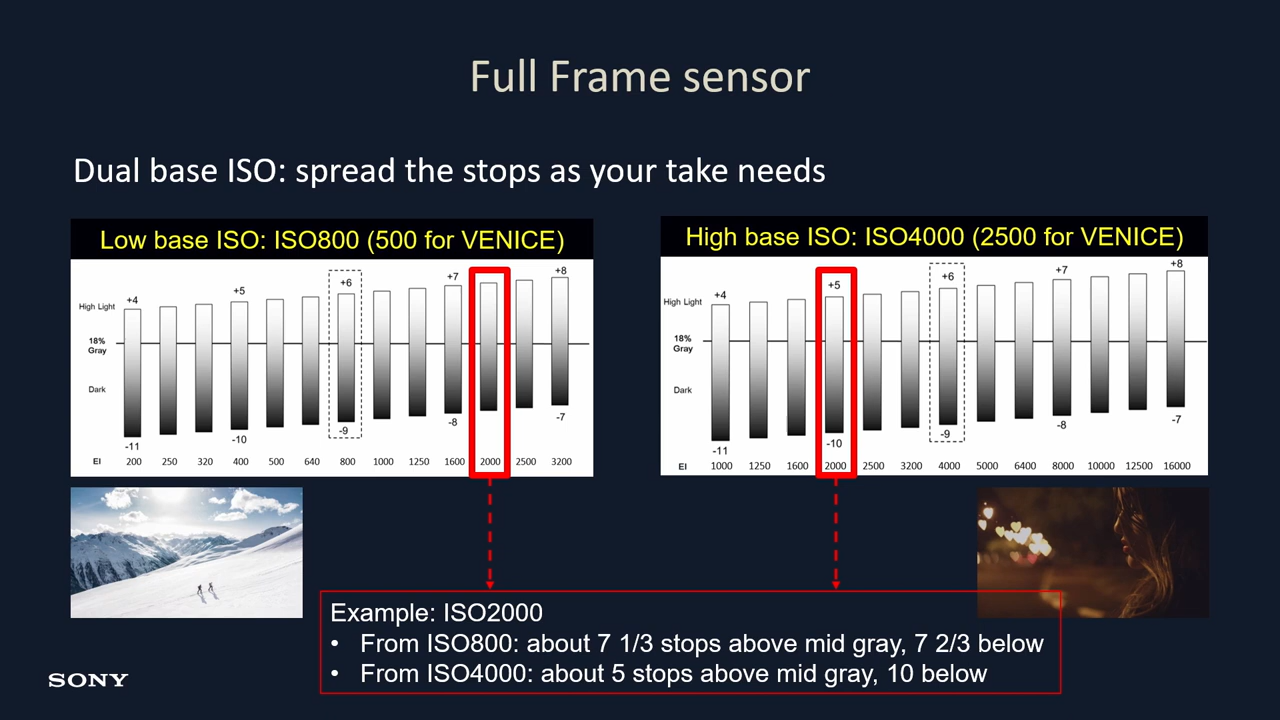 Full Frame sensor
Dual base ISO: spread the stops as your take needs
Low base ISO: ISO800 (500 for VENICE)
+4 +5 +6 +7 +8
High Light
18%
Gray
Dark
-11 -10 -9 -8 -7
EI 200 250 320 400 500 640 800 1000 1250 1600 2000 2500 3200
High base ISO: ISO4000 (2500 for VENICE)
+4 +5 +6 +7 +8
High Light
18%
Gray
Dark
-11 -10 -9 -8 -7
EI 1000 1250 1600 2000 2500 3200 4000 5000 6400 8000 10000 12500 16000
Example: ISO2000
• From ISO800: about 7 1/3 stops above mid gray, 7 2/3 below
• From ISO4000: about 5 stops above mid gray, 10 below
SONY